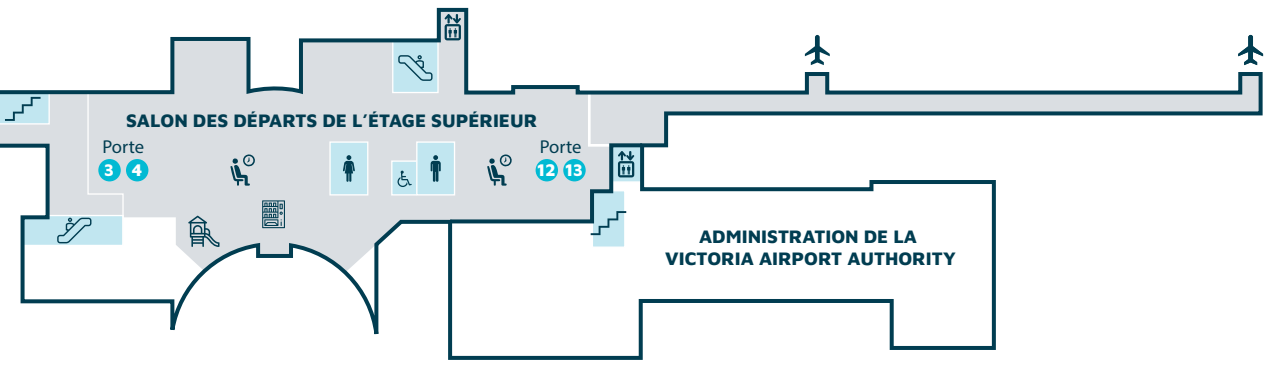 SALON DES DÉPARTS DE L’ÉTAGE SUPÉRIEUR
Porte
3 4
Porte
12 13
ADMINISTRATION DE LA
VICTORIA AIRPORT AUTHORITY